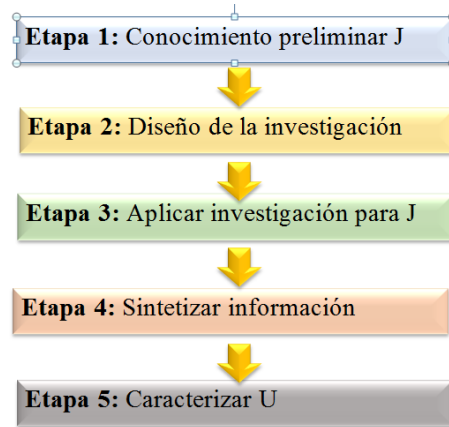 Etapa 1: Conocimiento preliminar J
Etapa 2: Diseño de la investigación
Etapa 3: Aplicar investigación para J
Etapa 4: Sintetizar información
Etapa 5: Caracterizar U